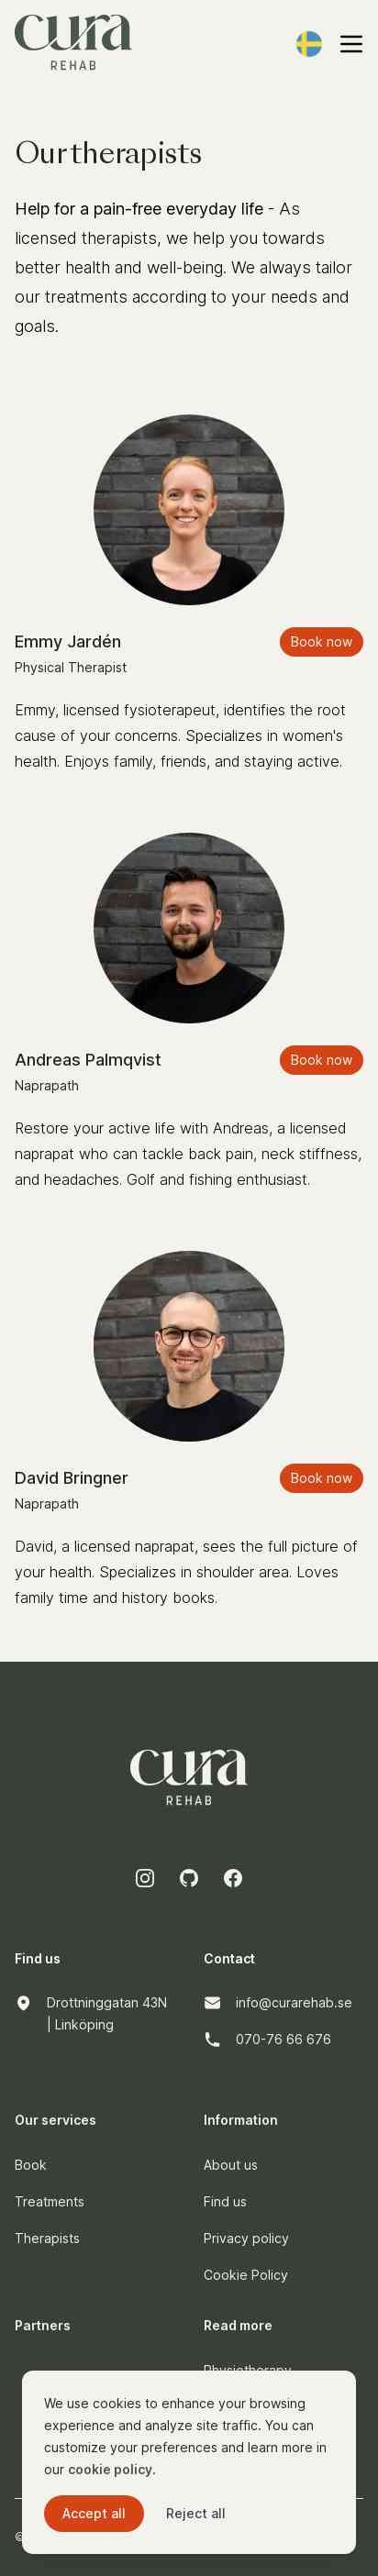 cura
REHAB
Our therapists
Help for a pain-free everyday life - As
licensed therapists, we help you towards
better health and well-being. We always tailor
our treatments according to your needs and
goals.
Emmy Jardén
Book now
Physical Therapist
Emmy, licensed fysioterapeut, identifies the root
cause of your concerns. Specializes in women's
health. Enjoys family, friends, and staying active.
Andreas Palmqvist
Book now
Naprapath
Restore your active life with Andreas, a licensed
naprapat who can tackle back pain, neck stiffness,
and headaches. Golf and fishing enthusiast.
David Bringner
Book now
Naprapath
David, a licensed naprapat, sees the full picture of
your health. Specializes in shoulder area. Loves
family time and history books.
cura
REHAB
Find us
Drottninggatan 43N
| Linköping
Contact
info@curarehab.se
070-76 66 676
Our services
Book
Treatments
Therapists
Information
About us
Find us
Privacy policy
Cookie Policy
Partners
Read more
Physiotherapy
We use cookies to enhance your browsing
experience and analyze site traffic. You can
customize your preferences and learn more in
our cookie policy.
Accept all
Reject all